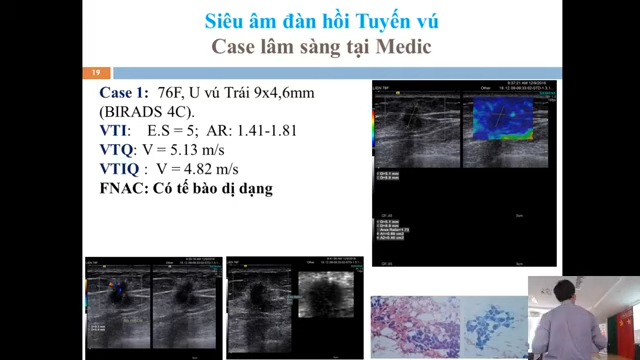 Siêu âm đàn hồi Tuyến vú
Case lâm sàng tại Medic
19
Case 1: 76F, U vú Trái 9x4,6mm
(BIRADS 4C).
VTI: E.S = 5; AR: 1.41-1.81
VTQ: V = 5.13 m/s
VTIQ : V = 4.82 m/s
FNAC: Có tế bào dị dạng